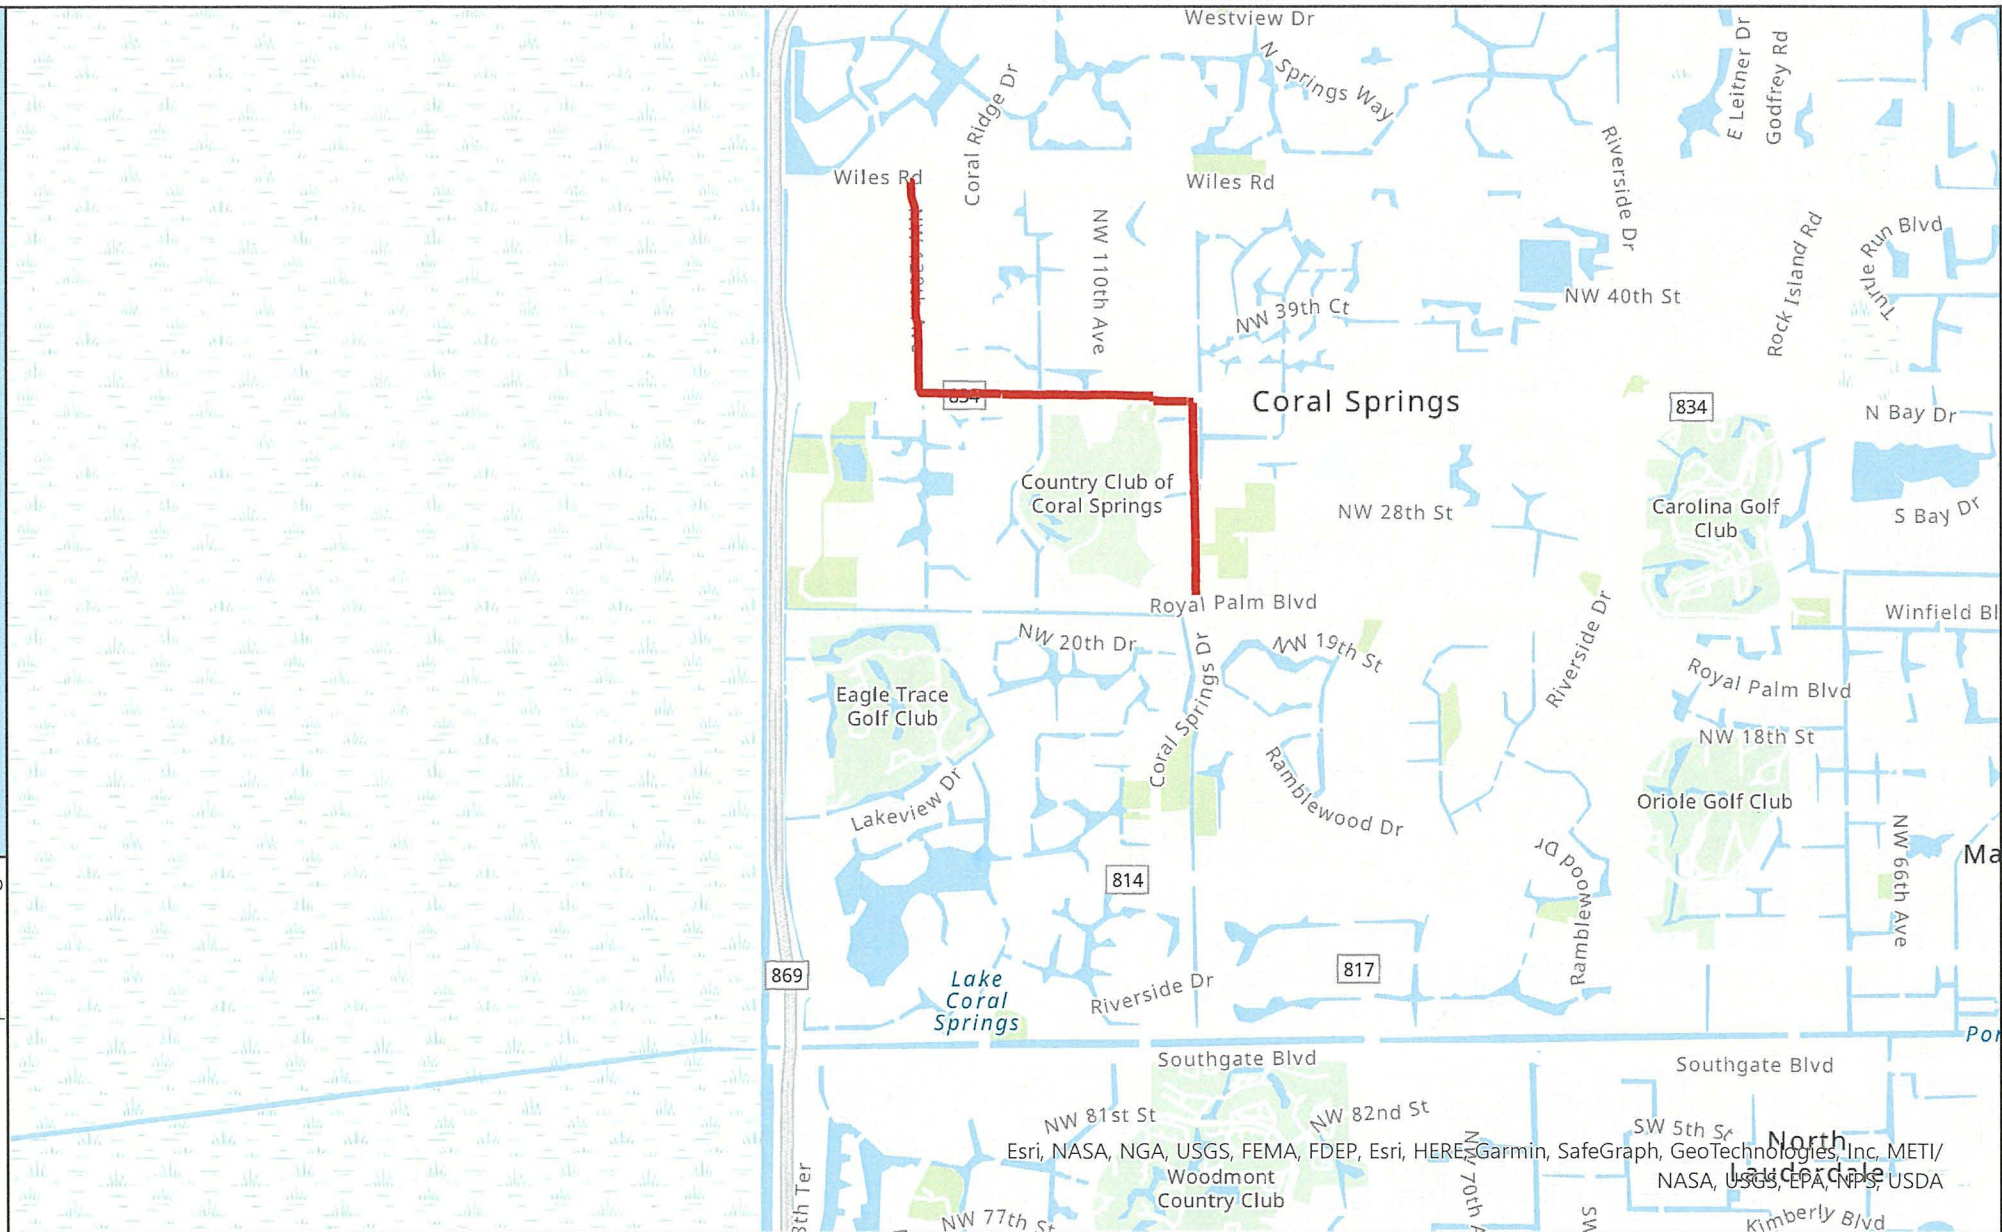 Westview Dr
N Springs Way
E Leitner Dr
Godfrey Rd
Coral Ridge Dr
Riverside Dr
Wiles Rd
Wiles Rd
NW 110th Ave
Rock Island Rd
Turtle Run Blvd
NW 40th St
NW 39th Ct
834
Coral Springs
834
N Bay Dr
Country Club of
Coral Springs
NW 28th St
Carolina Golf
Club
S Bay Dr
Royal Palm Blvd
Riverside Dr
Winfield Bl
NW 20th Dr
NW 19th St
Coral Springs Dr
Royal Palm Blvd
Eagle Trace
Golf Club
NW 18th St
Lakeview Dr
Ramblewood Dr
Oriole Golf Club
Ramblewood Dr
NW 66th Ave
Ma
814
869
Lake
Coral
Springs
Riverside Dr
817
Por
Southgate Blvd
Southgate Blvd
NW 81st St
NW 82nd St
SW 5th St
North
Lauderdale
Esri, NASA, NGA, USGS, FEMA, FDEP, Esri, HERE, Garmin, SafeGraph, GeoTechnologies, Inc, METI/
NASA, USGS, EPA, NPS, USDA
Woodmont
Country Club
NW 70th A
8th Ter
SW
NW 77th St
Kimberly Blvd